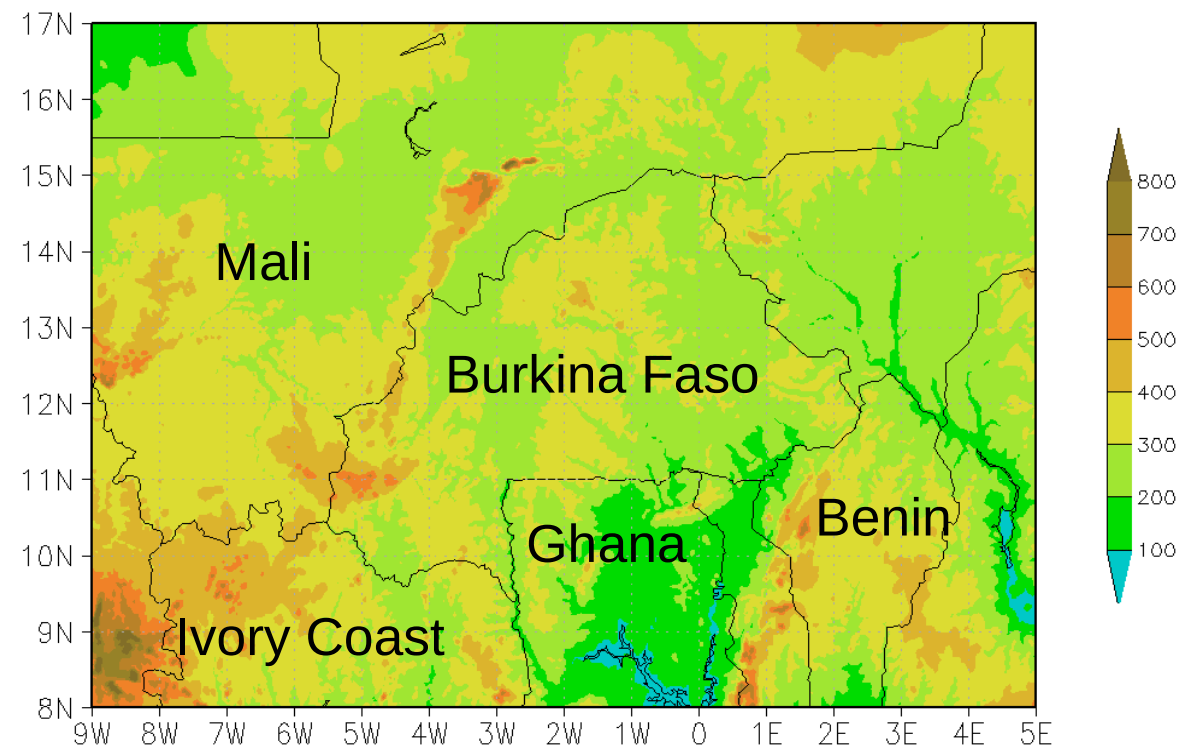 17N
16N
15N
14N
13N
12N
11N
10N
9N
8N
9W 8W 7W 6W 5W 4W 3W 2W 1W 0 1E 2E 3E 4E 5E
Mali
Burkina Faso
Benin
Ghana
Ivory Coast
800
700
600
500
400
300
200
100